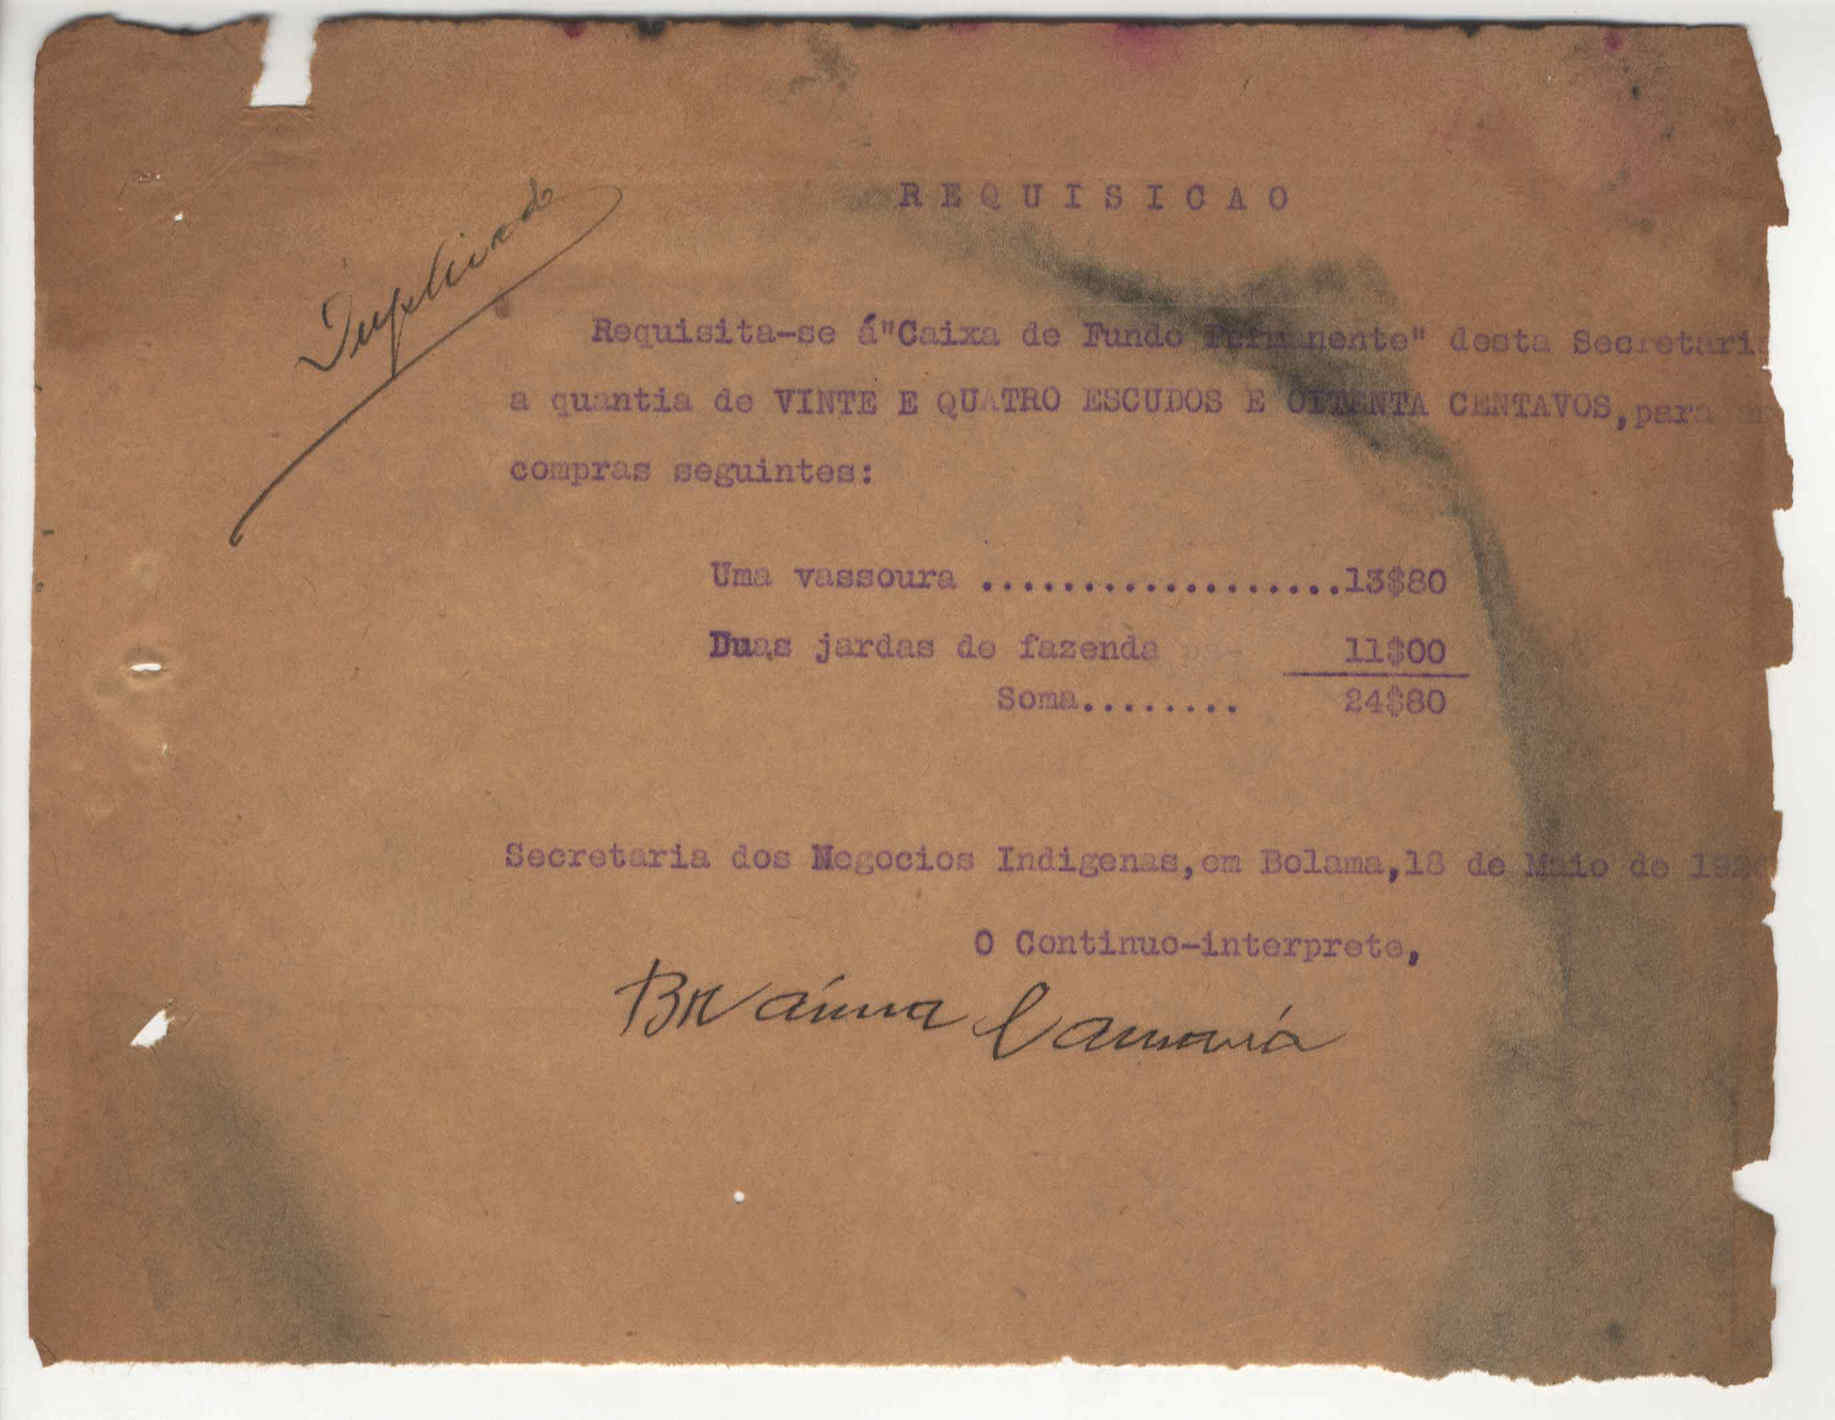 Duplicado
REQUISICAO
Requisita-se á"Caixa de Fundo Permanente" desta Secretaria
a quantia de VINTE E QUATRO ESCUDOS E OITENTA CENTAVOS,para
compras seguintes:
Uma vassoura ..................13$80
Duas jardas de fazenda 11$00
Soma........ 24$80
Secretaria dos Negocios Indigenas,em Bolama,18 de Maio de
O Continuo-interprete,